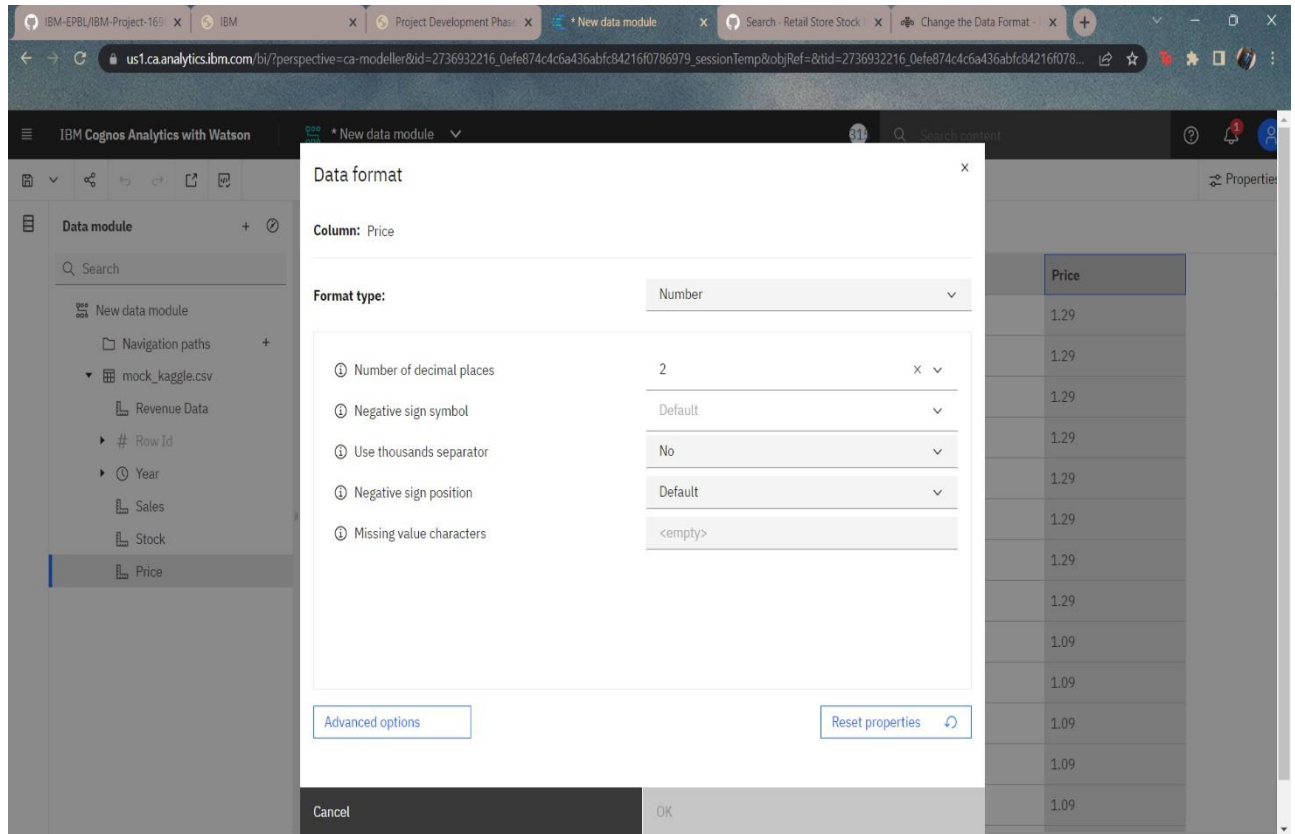 IBM-EPBL/IBM-Project-169 IBM Project Development Phase * New data module Search · Retail Store Stock Change the Data Format -
us1.ca.analytics.ibm.com/bi/?perspective=ca-modeller&id=2736932216_0efe874c4c6a436abfc84216f0786979_sessionTemp&objRef=&tid=2736932216_0efe874c4c6a436abfc84216f078...
IBM Cognos Analytics with Watson * New data module Search content 1
Properties
Data format
Column: Price
Data module
Search
Price
Format type: Number
New data module
1.29
Navigation paths
1.29
Number of decimal places 2
mock_kaggle.csv
1.29
Negative sign symbol Default
Revenue Data
1.29
# Row Id
Use thousands separator No
Year
1.29
Negative sign position Default
Sales
1.29
Missing value characters <empty>
Stock
1.29
Price
1.29
1.09
1.09
Advanced options Reset properties
1.09
1.09
Cancel OK
1.09